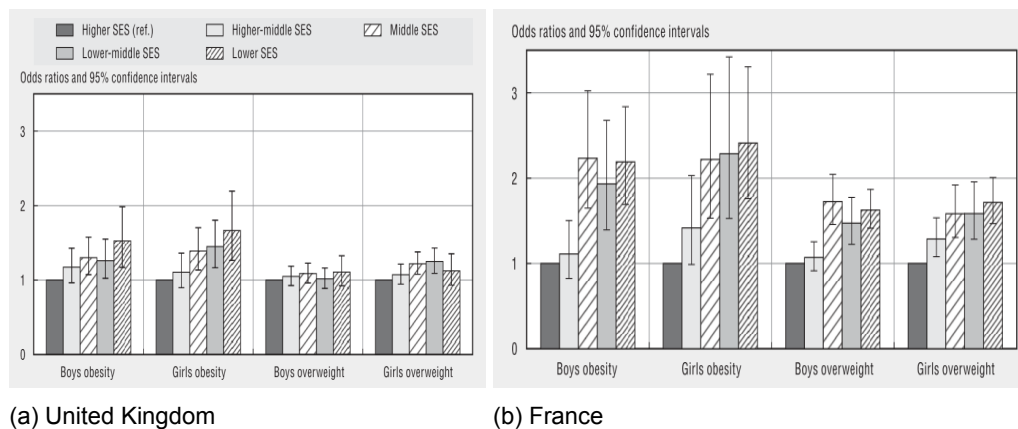 Higher SES (ref.) Higher-middle SES Middle SES
Lower-middle SES Lower SES
Odds ratios and 95% confidence intervals
3
2
1
0
Boys obesity Girls obesity Boys overweight Girls overweight
(a) United Kingdom
Odds ratios and 95% confidence intervals
3
2
1
0
Boys obesity Girls obesity Boys overweight Girls overweight
(b) France